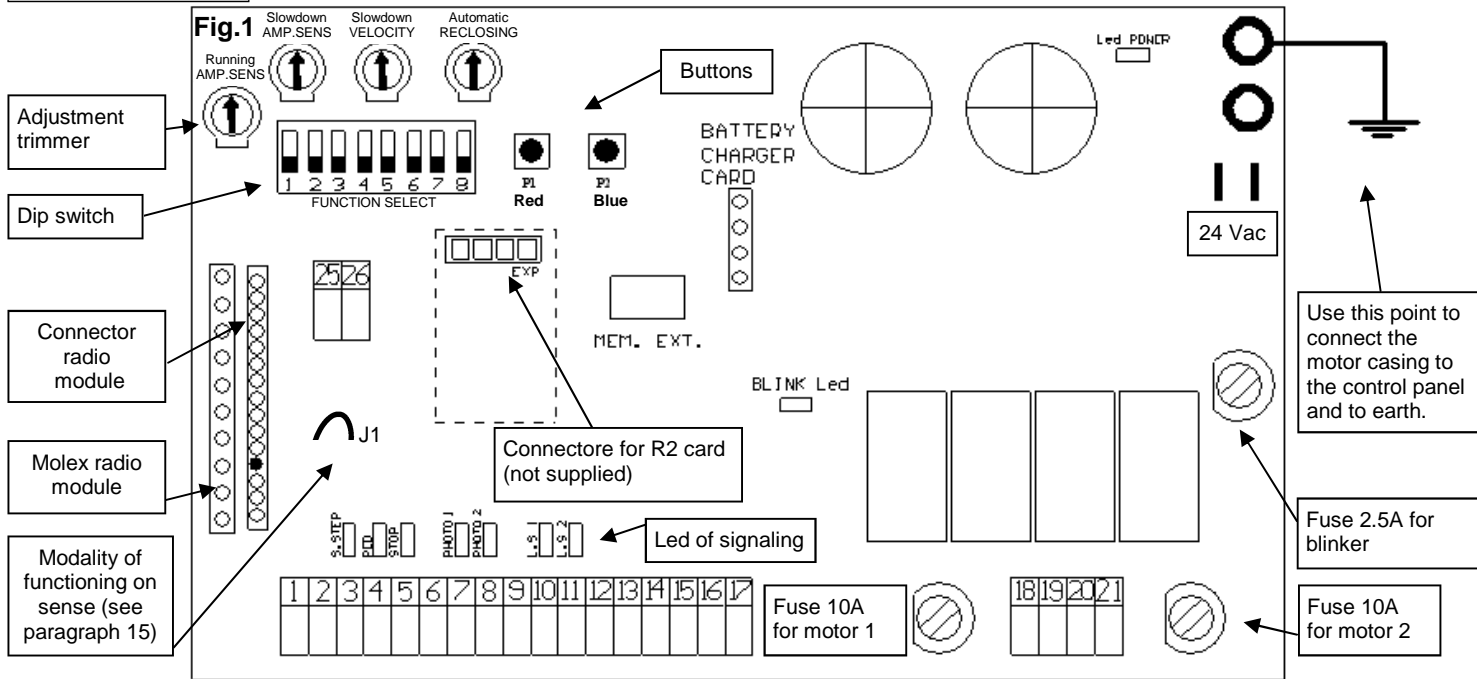 Fig.1
Slowdown
AMP.SENS
Slowdown
VELOCITY
Automatic
RECLOSING
Running
AMP.SENS
Led POWER
Buttons
Adjustment
trimmer
BATTERY
CHARGER
CARD
1 2 3 4 5 6 7 8
FUNCTION SELECT
P1
Red
P2
Blue
Dip switch
24 Vac
25 26
EXP
MEM. EXT.
Connector
radio
module
Use this point to
connect the
motor casing to
the control panel
and to earth.
BLINK Led
J1
Connectore for R2 card
(not supplied)
Molex radio
module
S.STEP
PED
STOP
PHOTO 1
PHOTO 2
L.S 1
L.S 2
Led of signaling
Fuse 2.5A for
blinker
Modality of
functioning on
sense (see
paragraph 15)
1 2 3 4 5 6 7 8 9 10 11 12 13 14 15 16 17
Fuse 10A
for motor 1
18 19 20 21
Fuse 10A
for motor 2